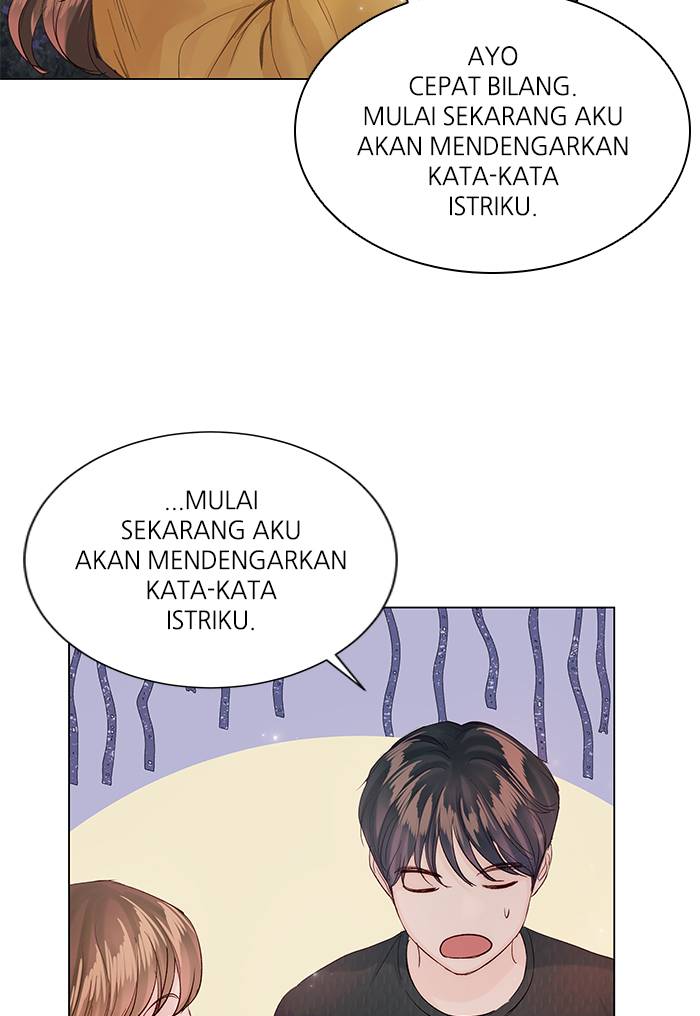 AYO
CEPAT BILANG.
MULAI SEKARANG AKU
AKAN MENDENGARKAN
KATA-KATA
ISTRIKU.
...MULAI
SEKARANG AKU
AKAN MENDENGARKAN
KATA-KATA
ISTRIKU.